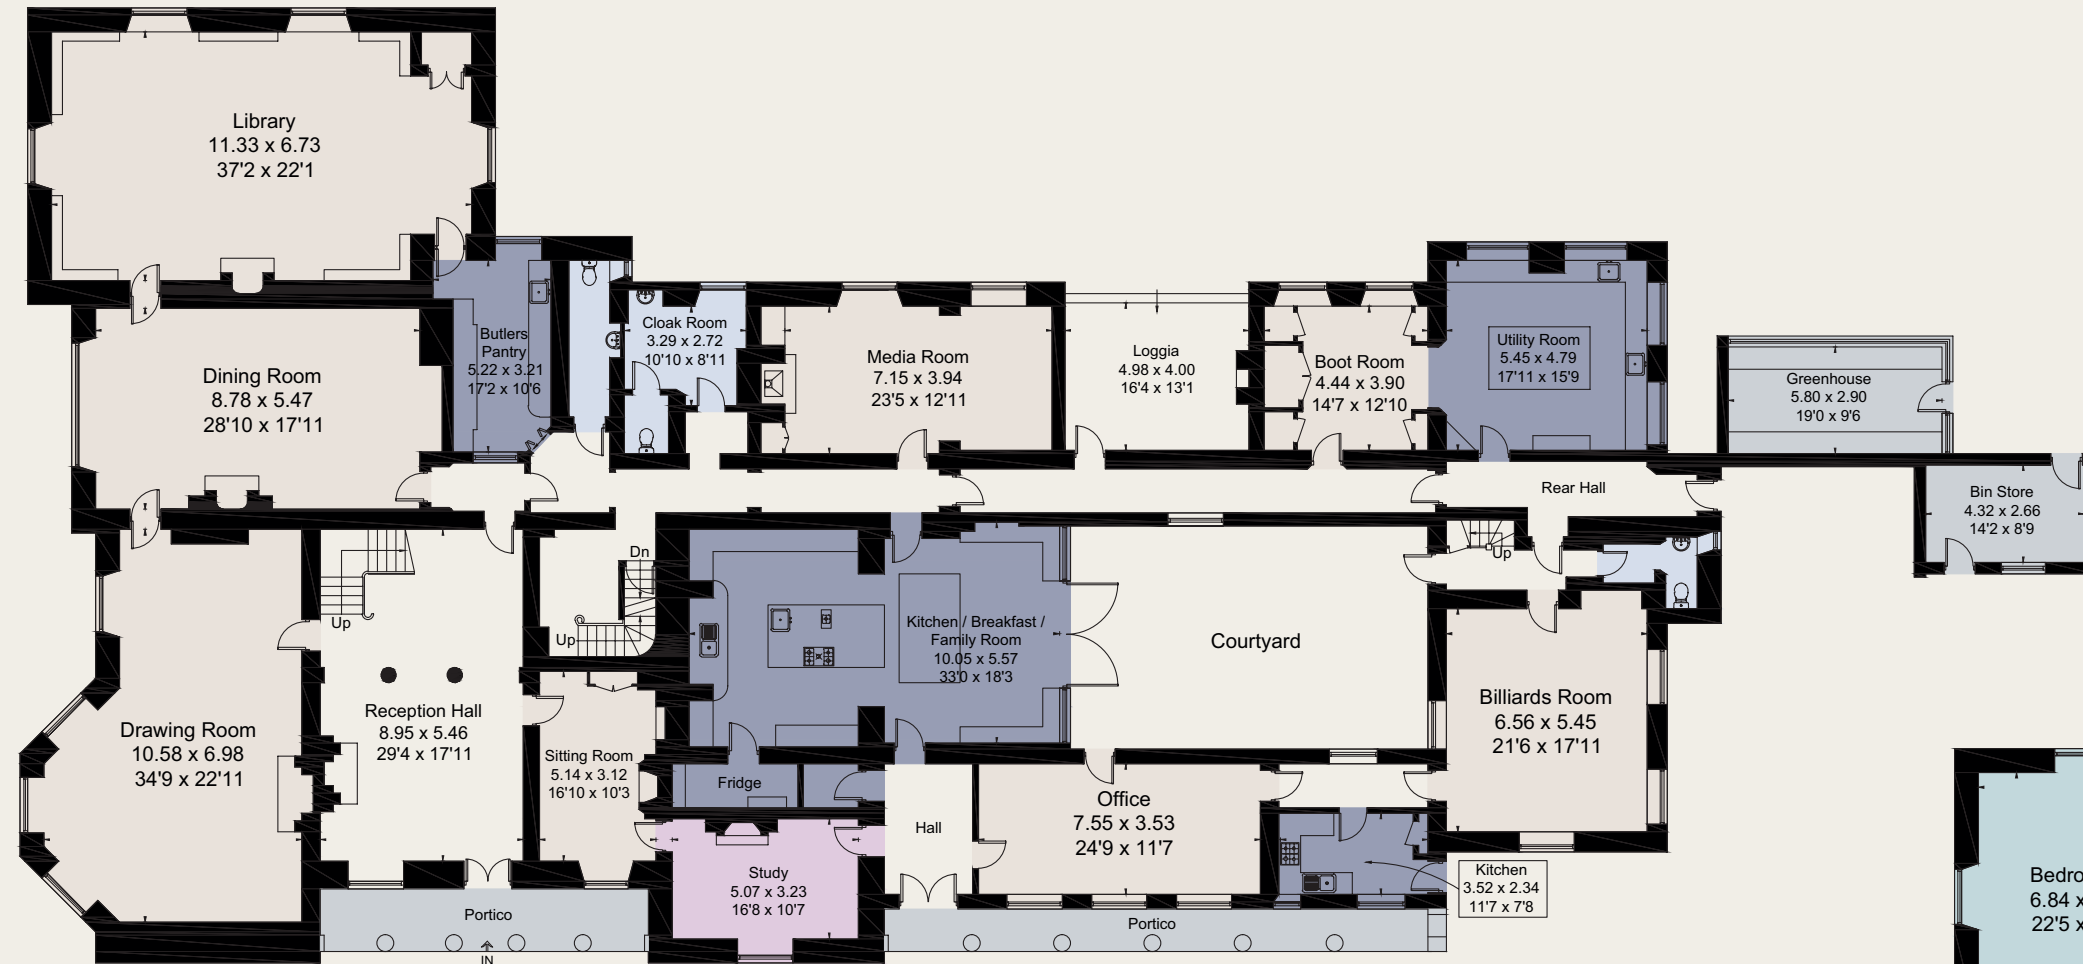 Library
11.33 x 6.73
37'2 x 22'1
Butlers
Pantry
5.22 x 3.21
17'2 x 10'6
Cloak Room
3.29 x 2.72
10'10 x 8'11
Media Room
7.15 x 3.94
23'5 x 12'11
Loggia
4.98 x 4.00
16'4 x 13'1
Boot Room
4.44 x 3.90
14'7 x 12'10
Utility Room
5.45 x 4.79
17'11 x 15'9
Greenhouse
5.80 x 2.90
19'0 x 9'6
Dining Room
8.78 x 5.47
28'10 x 17'11
Rear Hall
Bin Store
4.32 x 2.66
14'2 x 8'9
Up
Dn
Up
Up
Kitchen / Breakfast /
Family Room
10.05 x 5.57
33'0 x 18'3
Courtyard
Billiards Room
6.56 x 5.45
21'6 x 17'11
Drawing Room
10.58 x 6.98
34'9 x 22'11
Reception Hall
8.95 x 5.46
29'4 x 17'11
Sitting Room
5.14 x 3.12
16'10 x 10'3
Fridge
Hall
Office
7.55 x 3.53
24'9 x 11'7
Study
5.07 x 3.23
16'8 x 10'7
Kitchen
3.52 x 2.34
11'7 x 7'8
Portico
IN
Portico
Bedro
6.84 x
22'5 x